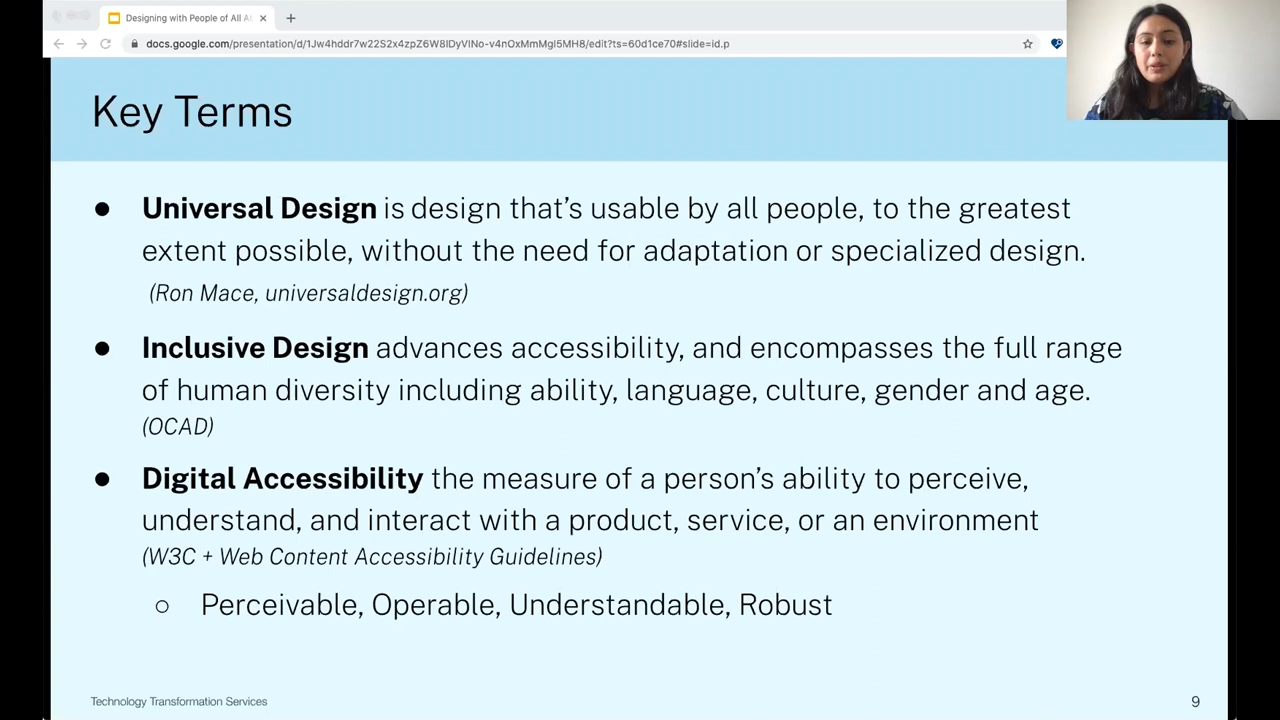 Designing with People of All A
docs.google.com/presentation/d/1Jw4hddr7w22S2x4zpZ6W8IDyVINo-v4nOxMmMgI5MH8/edit?ts=60d1ce70#slide=id.p
Key Terms
● Universal Design is design that’s usable by all people, to the greatest
extent possible, without the need for adaptation or specialized design.
(Ron Mace, universaldesign.org)
● Inclusive Design advances accessibility, and encompasses the full range
of human diversity including ability, language, culture, gender and age.
(OCAD)
● Digital Accessibility the measure of a person’s ability to perceive,
understand, and interact with a product, service, or an environment
(W3C + Web Content Accessibility Guidelines)
○ Perceivable, Operable, Understandable, Robust
Technology Transformation Services
9